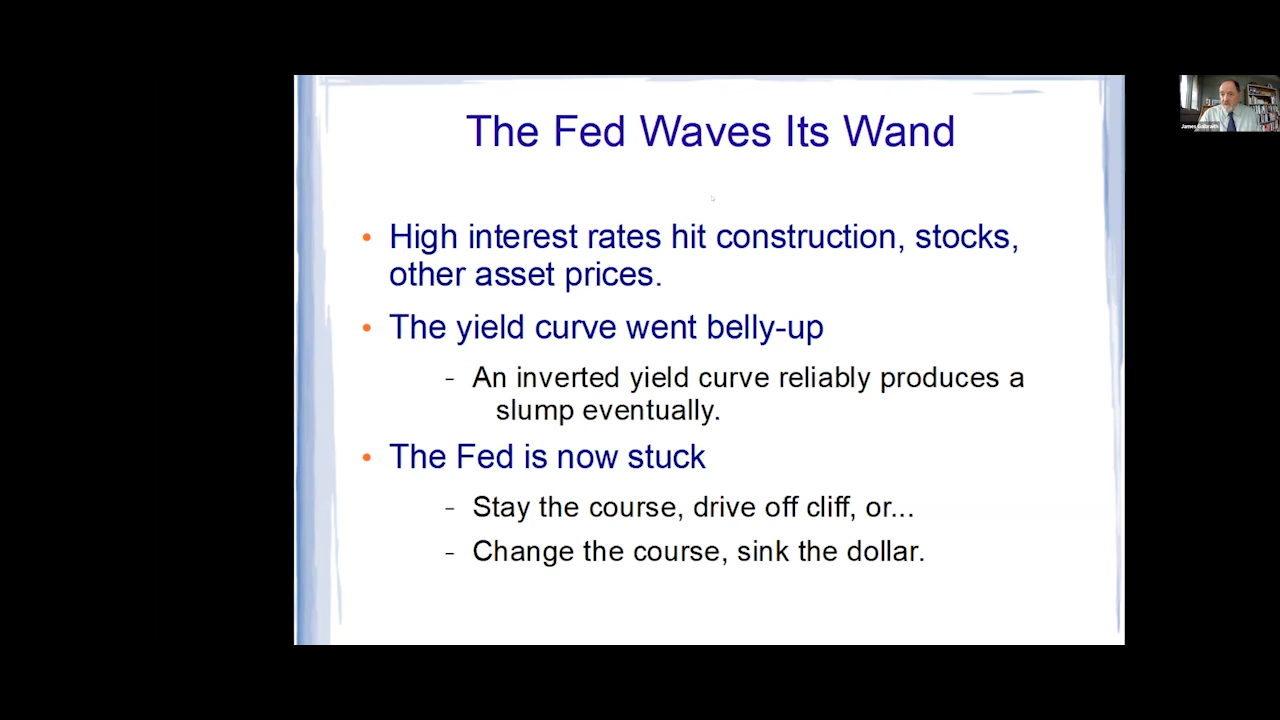 The Fed Waves Its Wand
• High interest rates hit construction, stocks,
other asset prices.
• The yield curve went belly-up
– An inverted yield curve reliably produces a
slump eventually.
• The Fed is now stuck
– Stay the course, drive off cliff, or...
– Change the course, sink the dollar.
James Galbraith